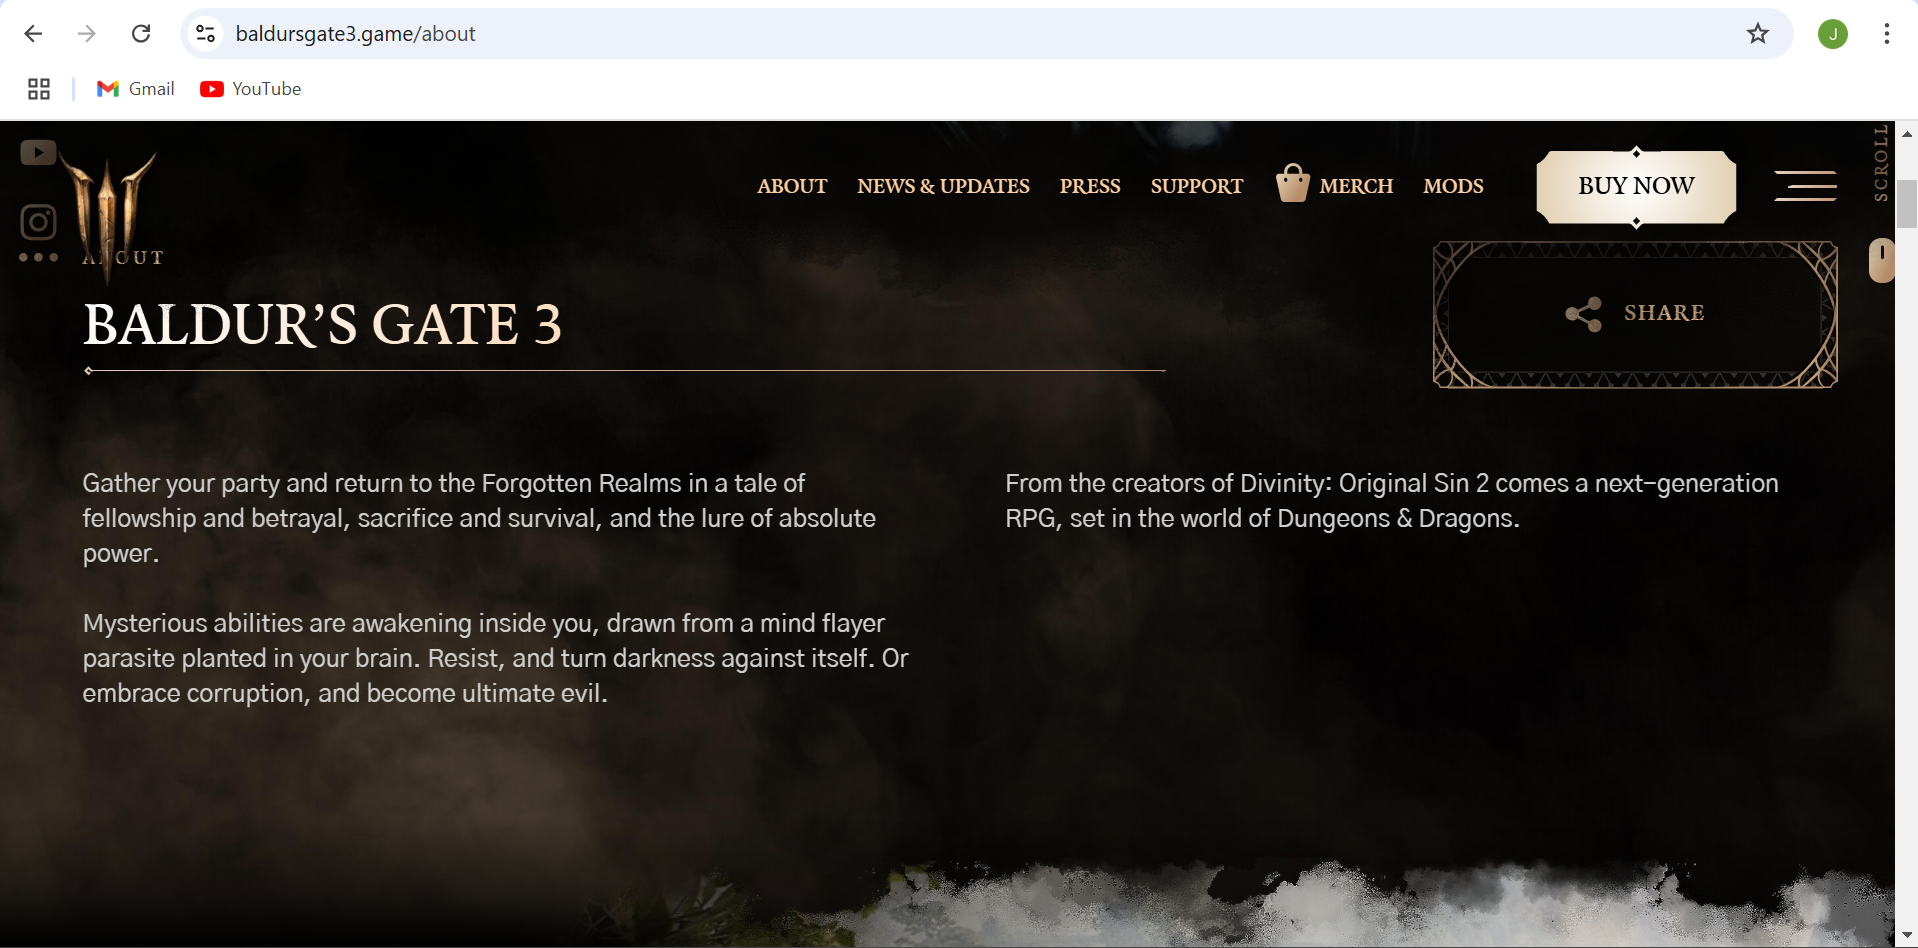 baldursgate3.game/about
J
Gmail
YouTube
ABOUT
NEWS & UPDATES
PRESS
SUPPORT
MERCH
MODS
BUY NOW
SCROLL
ABOUT
BALDUR’S GATE 3
SHARE
Gather your party and return to the Forgotten Realms in a tale of
fellowship and betrayal, sacrifice and survival, and the lure of absolute
power.
Mysterious abilities are awakening inside you, drawn from a mind flayer
parasite planted in your brain. Resist, and turn darkness against itself. Or
embrace corruption, and become ultimate evil.
From the creators of Divinity: Original Sin 2 comes a next-generation
RPG, set in the world of Dungeons & Dragons.